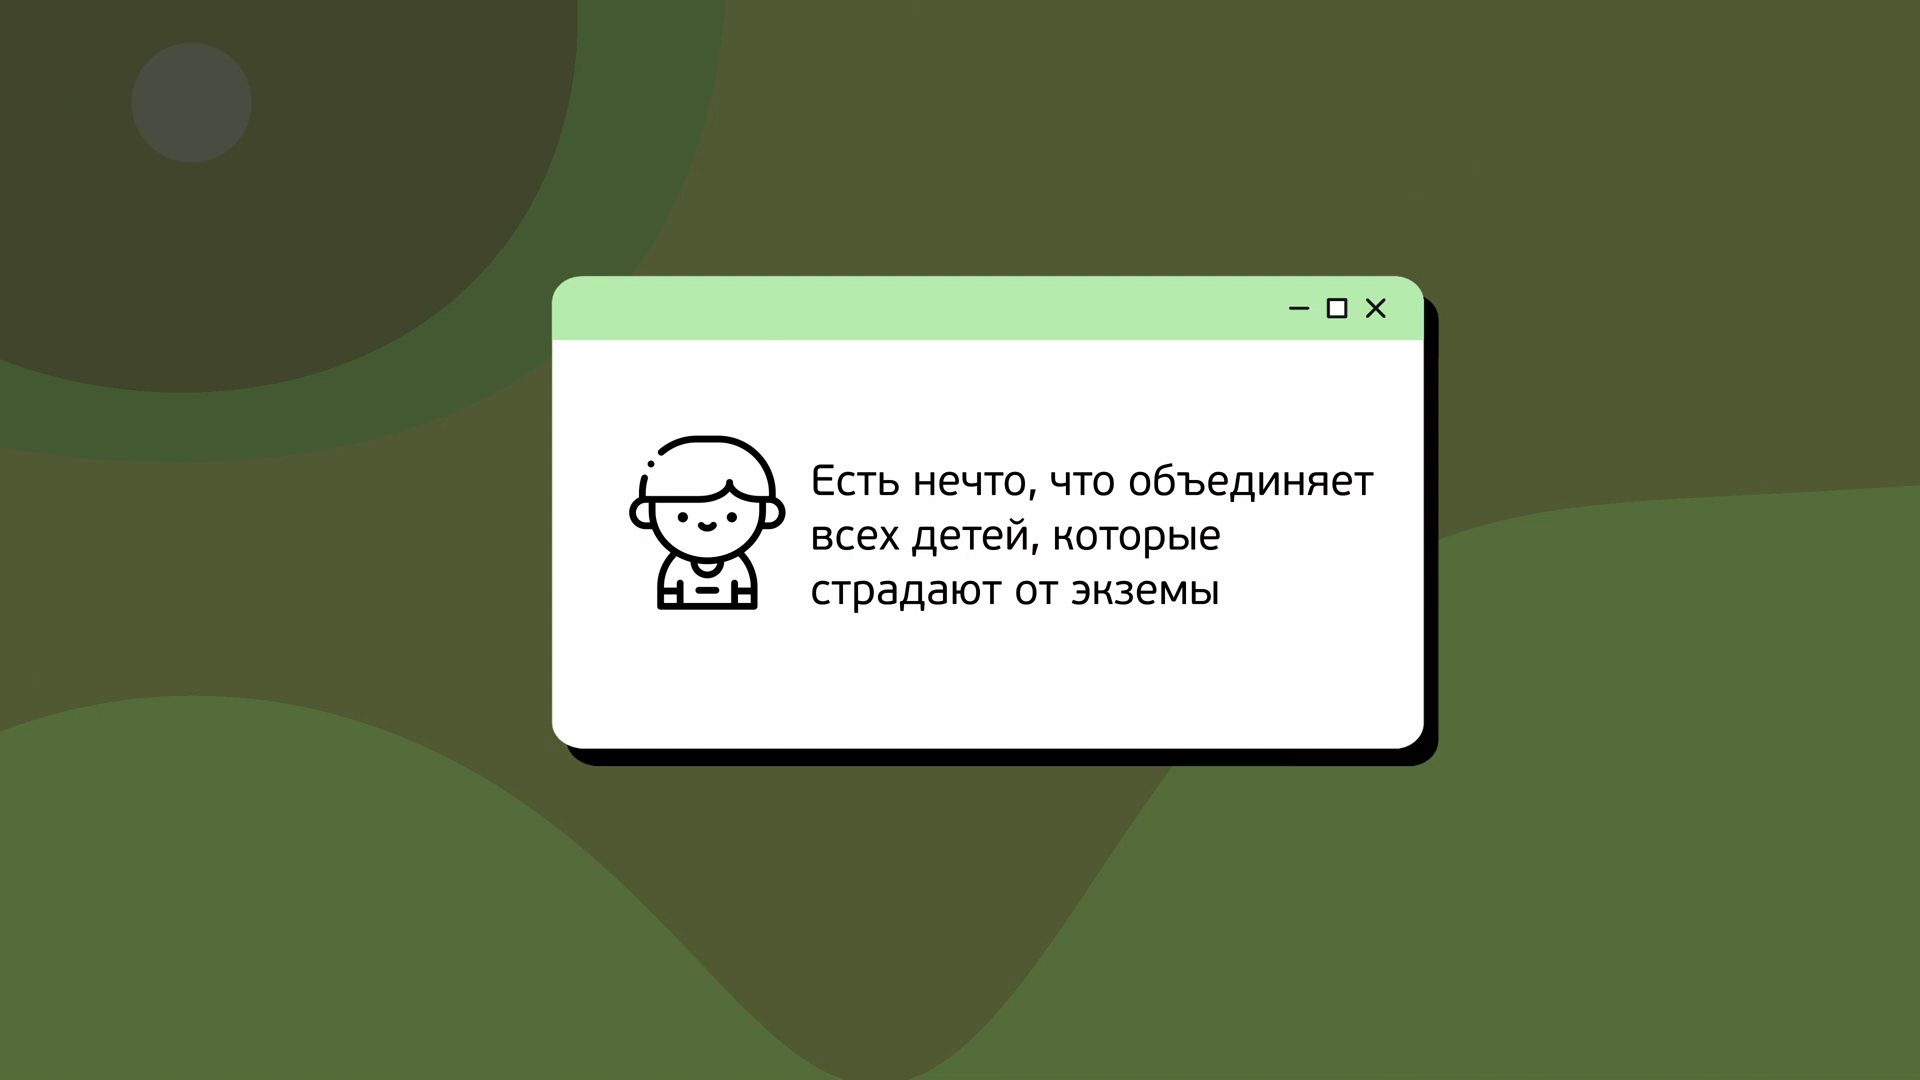 Есть нечто, что объединяет
всех детей, которые
страдают от экземы